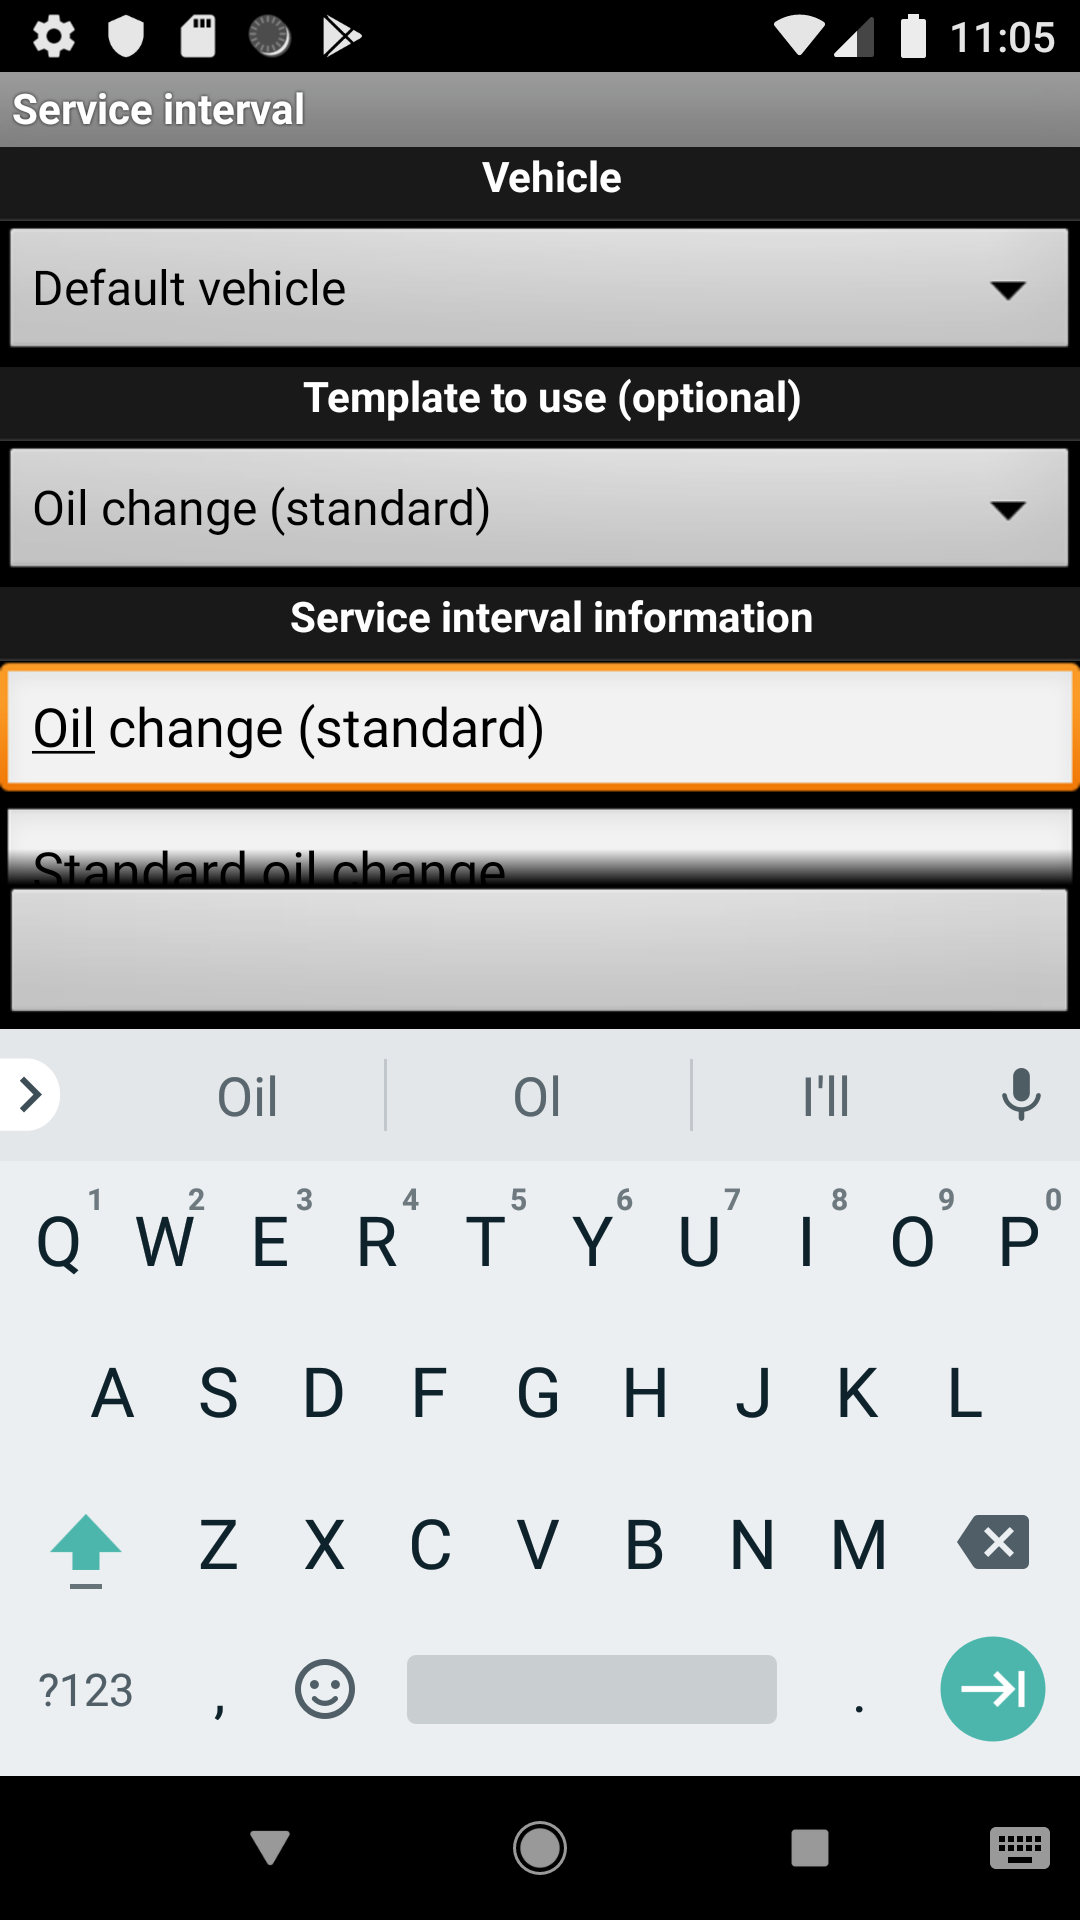 11:05
Service interval
Vehicle
Default vehicle
Template to use (optional)
Oil change (standard)
Service interval information
Oil change (standard)
Standard oil change
Oil Ol I'll
1 2 3 4 5 6 7 8 9 0
Q W E R T Y U I O P
A S D F G H J K L
Z X C V B N M
?123 , .